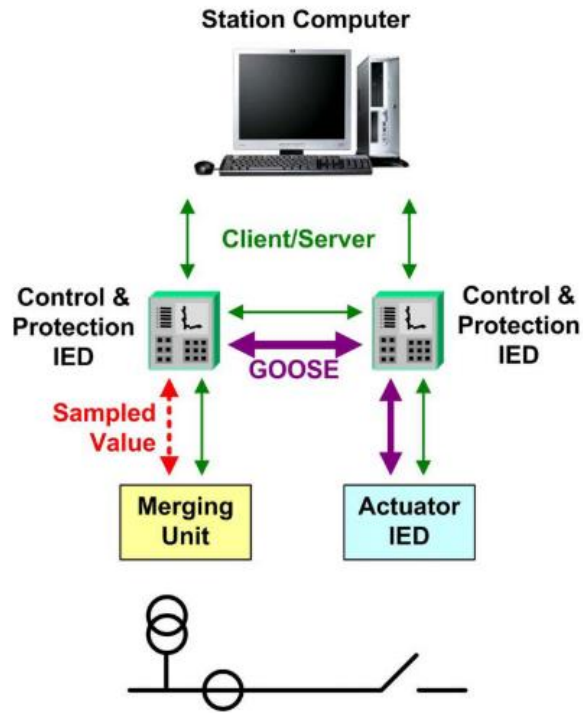 Station Computer
Client/Server
Control &
Protection
IED
Control &
Protection
IED
GOOSE
Sampled
Value
Merging
Unit
Actuator
IED